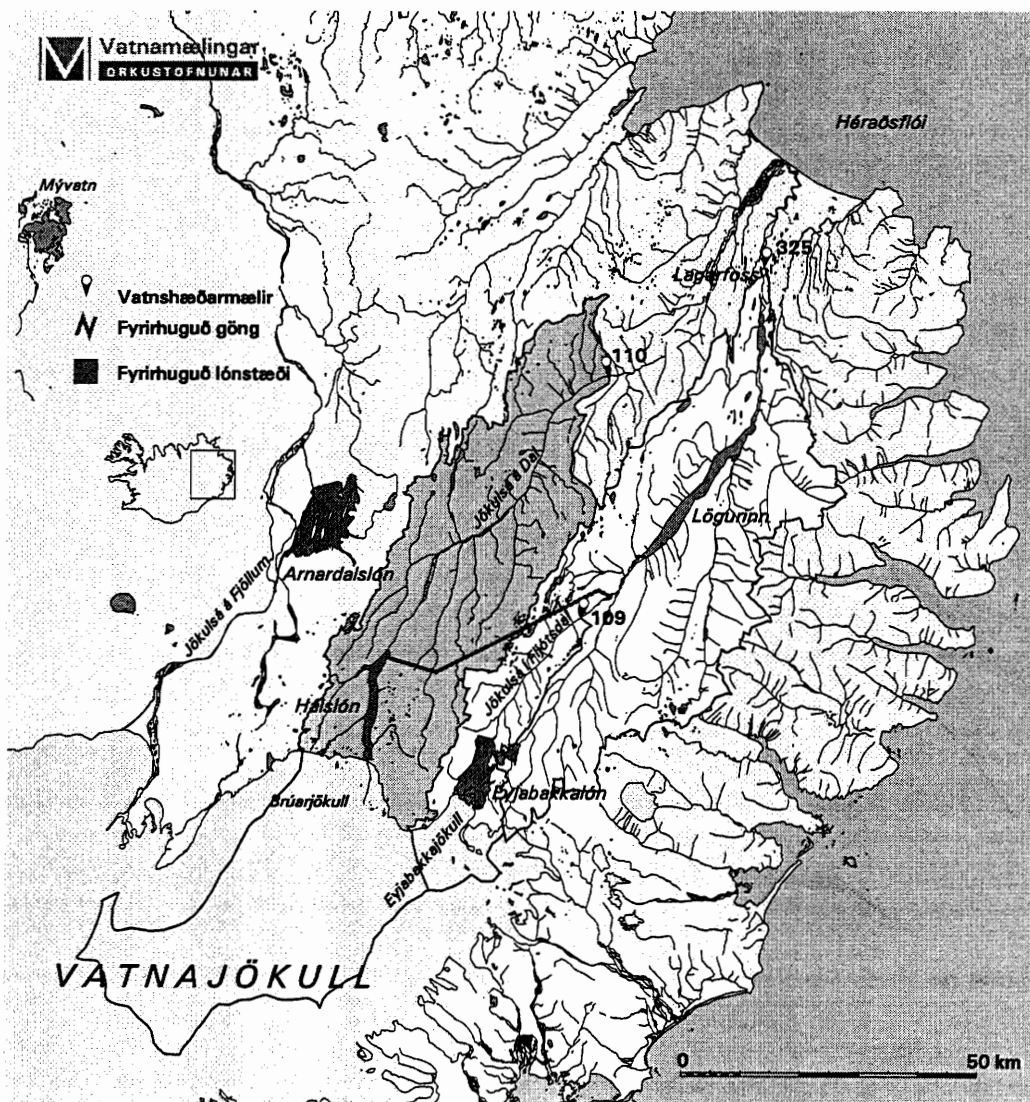 Vatnamælingar
ORKUSTOFNUNAR
Héraðsflói
Mývatn
325
Lagarfoss
Vatnshæðarmælir
Fyrirhuguð göng
110
Fyrirhuguð lónstæði
Jökulsá á Dal
Lögurinn
Arnardalslón
Jökulsá á Fjöllum
109
Jökulsá í Fljótsdal
Hálslón
Eyjabakkalón
Brúarjökull
Eyjabakkajökull
VATNAJÖKULL
0 50 km